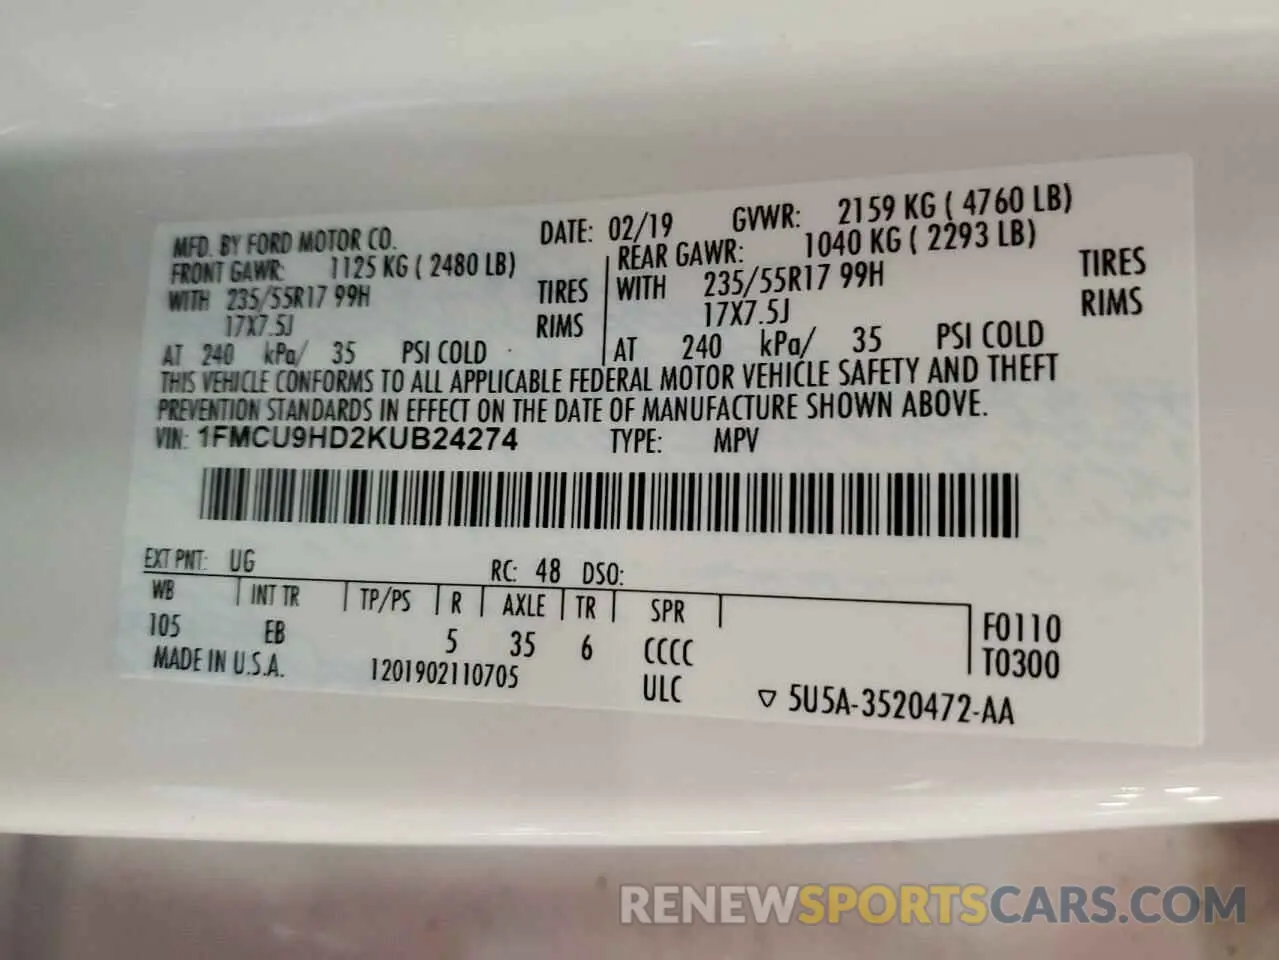 MFD. BY FORD MOTOR CO. DATE: 02/19 GVWR: 2159 KG ( 4760 LB)
FRONT GAWR: 1125 KG ( 2480 LB) REAR GAWR: 1040 KG ( 2293 LB)
WITH 235/55R17 99H TIRES WITH 235/55R17 99H TIRES
17X7.5J RIMS 17X7.5J RIMS
AT 240 kPa/ 35 PSI COLD AT 240 kPa/ 35 PSI COLD
THIS VEHICLE CONFORMS TO ALL APPLICABLE FEDERAL MOTOR VEHICLE SAFETY AND THEFT
PREVENTION STANDARDS IN EFFECT ON THE DATE OF MANUFACTURE SHOWN ABOVE.
VIN: 1FMCU9HD2KUB24274 TYPE: MPV
EXT PNT: UG RC: 48 DSO:
WB INT TR TP/PS R AXLE TR SPR F0110
105 EB 5 35 6 CCCC T0300
MADE IN U.S.A. 1201902110705 ULC ▽ 5U5A-3520472-AA
RENEWSPORTSCARS.COM